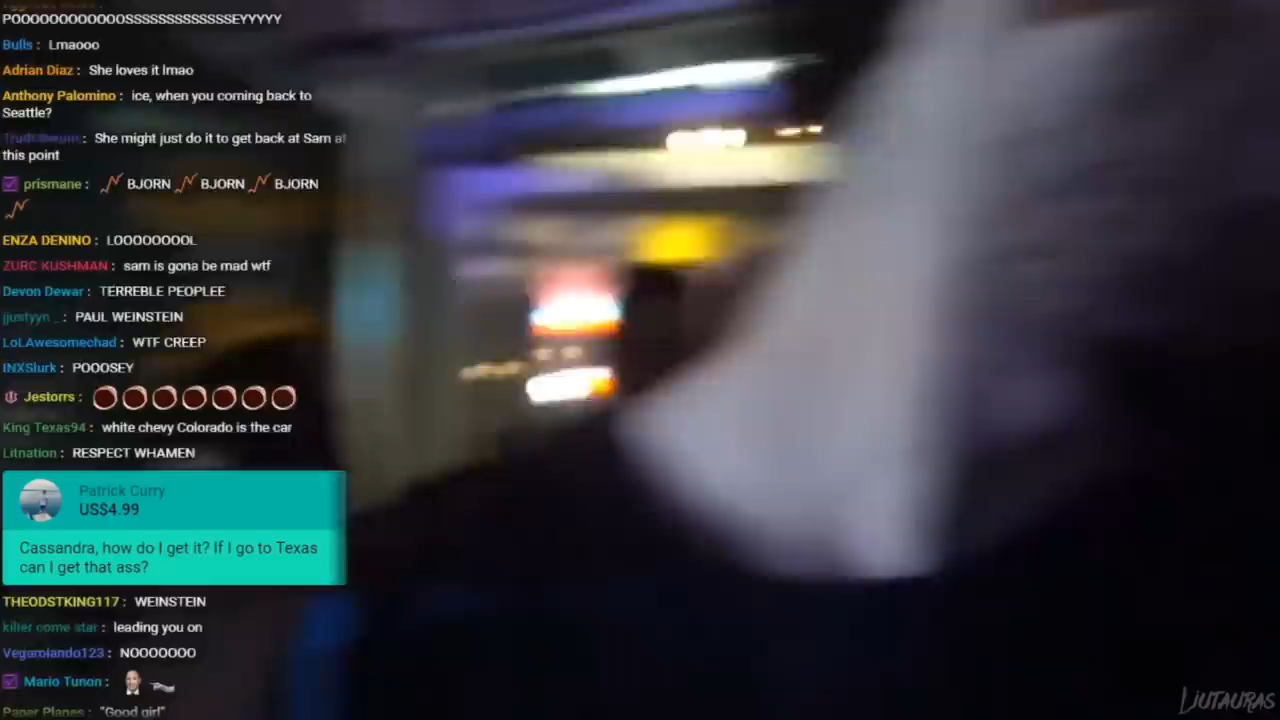 POOOOOOOOOOOSSSSSSSSSSSSSEYYYYY
Bulls : Lmaooo
Adrian Diaz : She loves it lmao
Anthony Palomino : ice, when you coming back to
Seattle?
She might just do it to get back at Sam at
this point
prismane : BJORN BJORN BJORN
ENZA DENINO : LOOOOOOOOL
ZURC KUSHMAN : sam is gona be mad wtf
Devon Dewar : TERREBLE PEOPLEE
jjustyyn _ : PAUL WEINSTEIN
LoLAwesomechad : WTF CREEP
INXSlurk : POOOSEY
Jestorrs :
King Texas94 : white chevy Colorado is the car
Litnation : RESPECT WHAMEN
Patrick Curry
US$4.99
Cassandra, how do I get it? If I go to Texas
can I get that ass?
THEODSTKING117 : WEINSTEIN
killer come star : leading you on
Vegarolando123 : NOOOOOOO
Mario Tunon :
Paper Planes : "Good girl"
LIUTAURAS